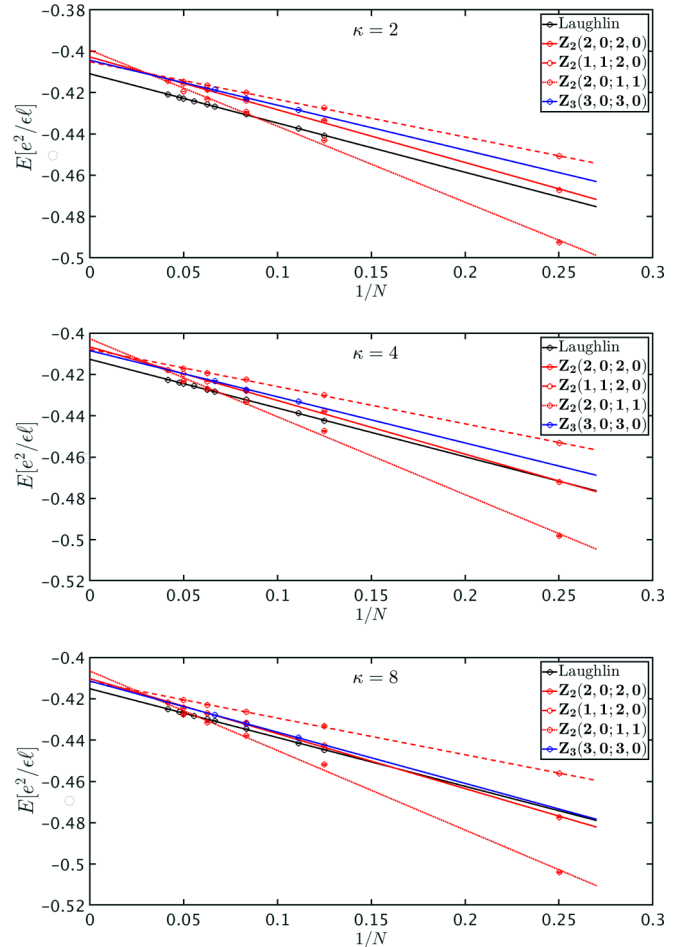 −0.38
−0.4
−0.42
−0.44
−0.46
−0.48
−0.5
E[e²/ϵℓ]
κ = 2
Laughlin
Z₂(2, 0; 2, 0)
Z₂(1, 1; 2, 0)
Z₂(2, 0; 1, 1)
Z₃(3, 0; 3, 0)
0 0.05 0.1 0.15 0.2 0.25 0.3
1/N
−0.4
−0.42
−0.44
−0.46
−0.48
−0.5
−0.52
E[e²/ϵℓ]
κ = 4
Laughlin
Z₂(2, 0; 2, 0)
Z₂(1, 1; 2, 0)
Z₂(2, 0; 1, 1)
Z₃(3, 0; 3, 0)
0 0.05 0.1 0.15 0.2 0.25 0.3
1/N
−0.4
−0.42
−0.44
−0.46
−0.48
−0.5
−0.52
E[e²/ϵℓ]
κ = 8
Laughlin
Z₂(2, 0; 2, 0)
Z₂(1, 1; 2, 0)
Z₂(2, 0; 1, 1)
Z₃(3, 0; 3, 0)
0 0.05 0.1 0.15 0.2 0.25 0.3
1/N